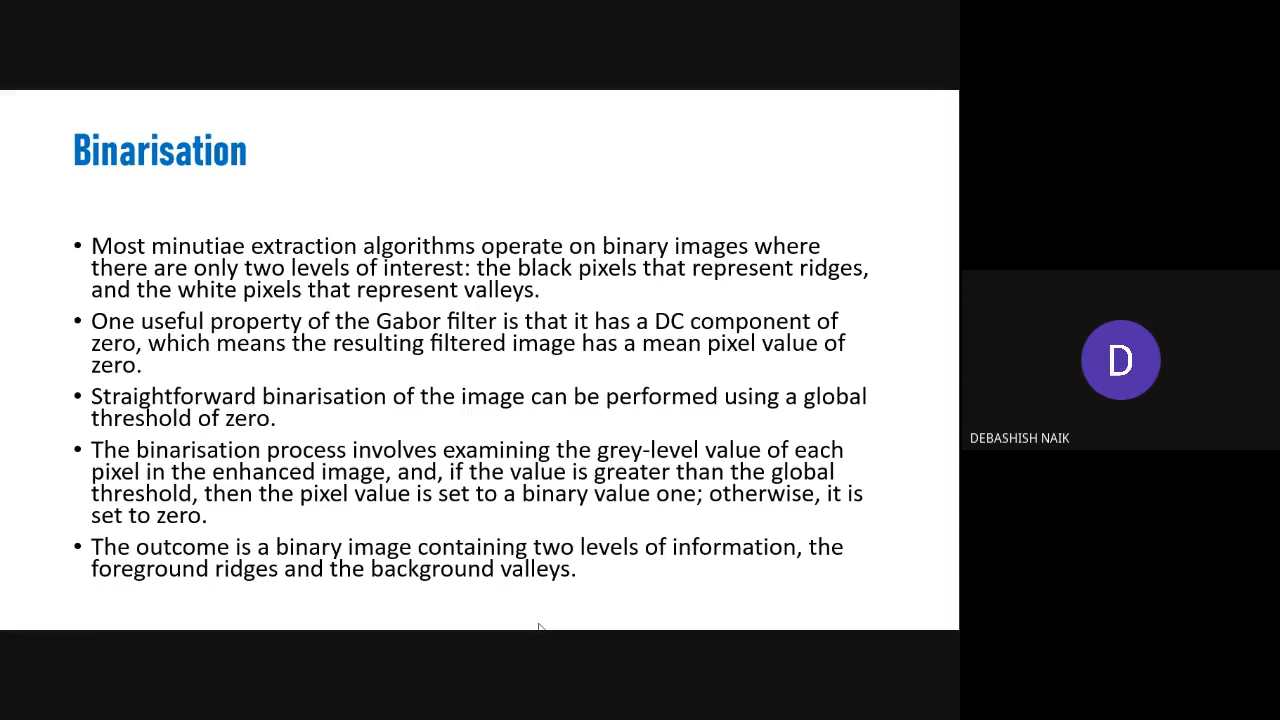 Binarisation
• Most minutiae extraction algorithms operate on binary images where
there are only two levels of interest: the black pixels that represent ridges,
and the white pixels that represent valleys.
• One useful property of the Gabor filter is that it has a DC component of
zero, which means the resulting filtered image has a mean pixel value of
zero.
• Straightforward binarisation of the image can be performed using a global
threshold of zero.
• The binarisation process involves examining the grey-level value of each
pixel in the enhanced image, and, if the value is greater than the global
threshold, then the pixel value is set to a binary value one; otherwise, it is
set to zero.
• The outcome is a binary image containing two levels of information, the
foreground ridges and the background valleys.
D
DEBASHISH NAIK